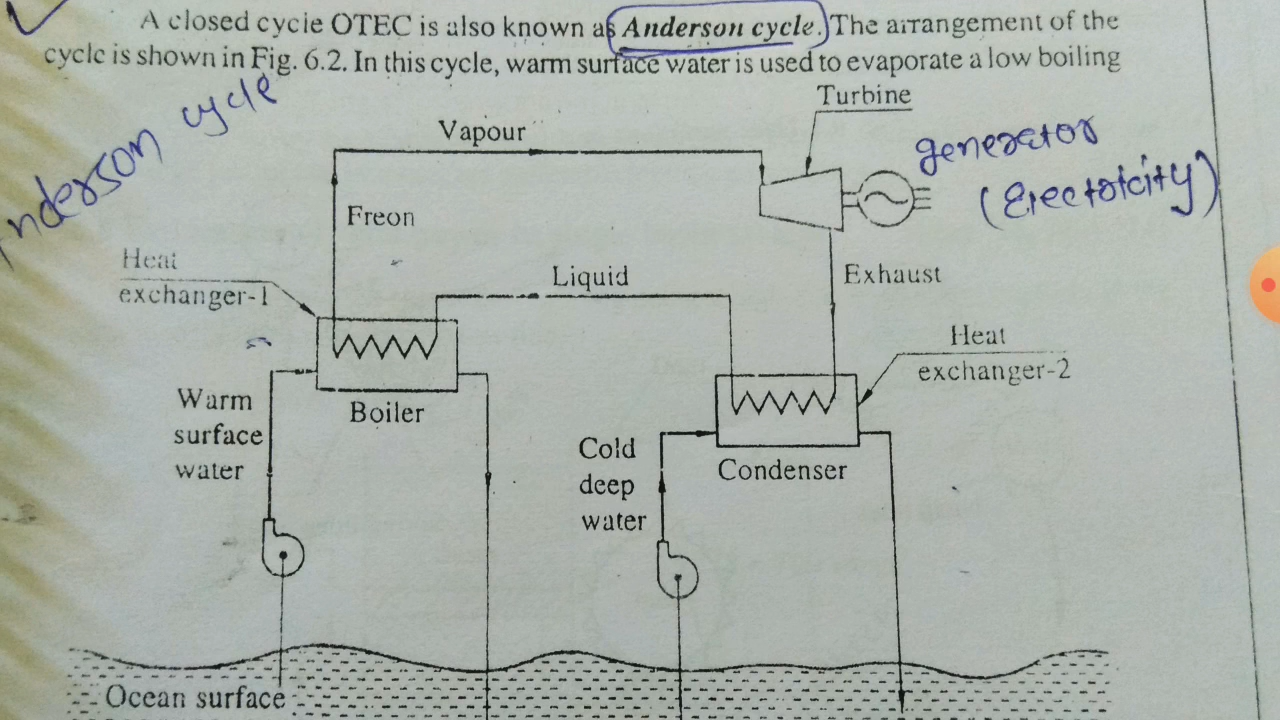 A closed cycle OTEC is also known as Anderson cycle. The arrangement of the
cycle is shown in Fig. 6.2. In this cycle, warm surface water is used to evaporate a low boiling
nderson cycle
Turbine
Vapour
generator
(Erectotcity)
Freon
Heat
exchanger-1
Liquid
Exhaust
Heat
exchanger-2
Warm
surface
water
Boiler
Cold
deep
water
Condenser
Ocean surface